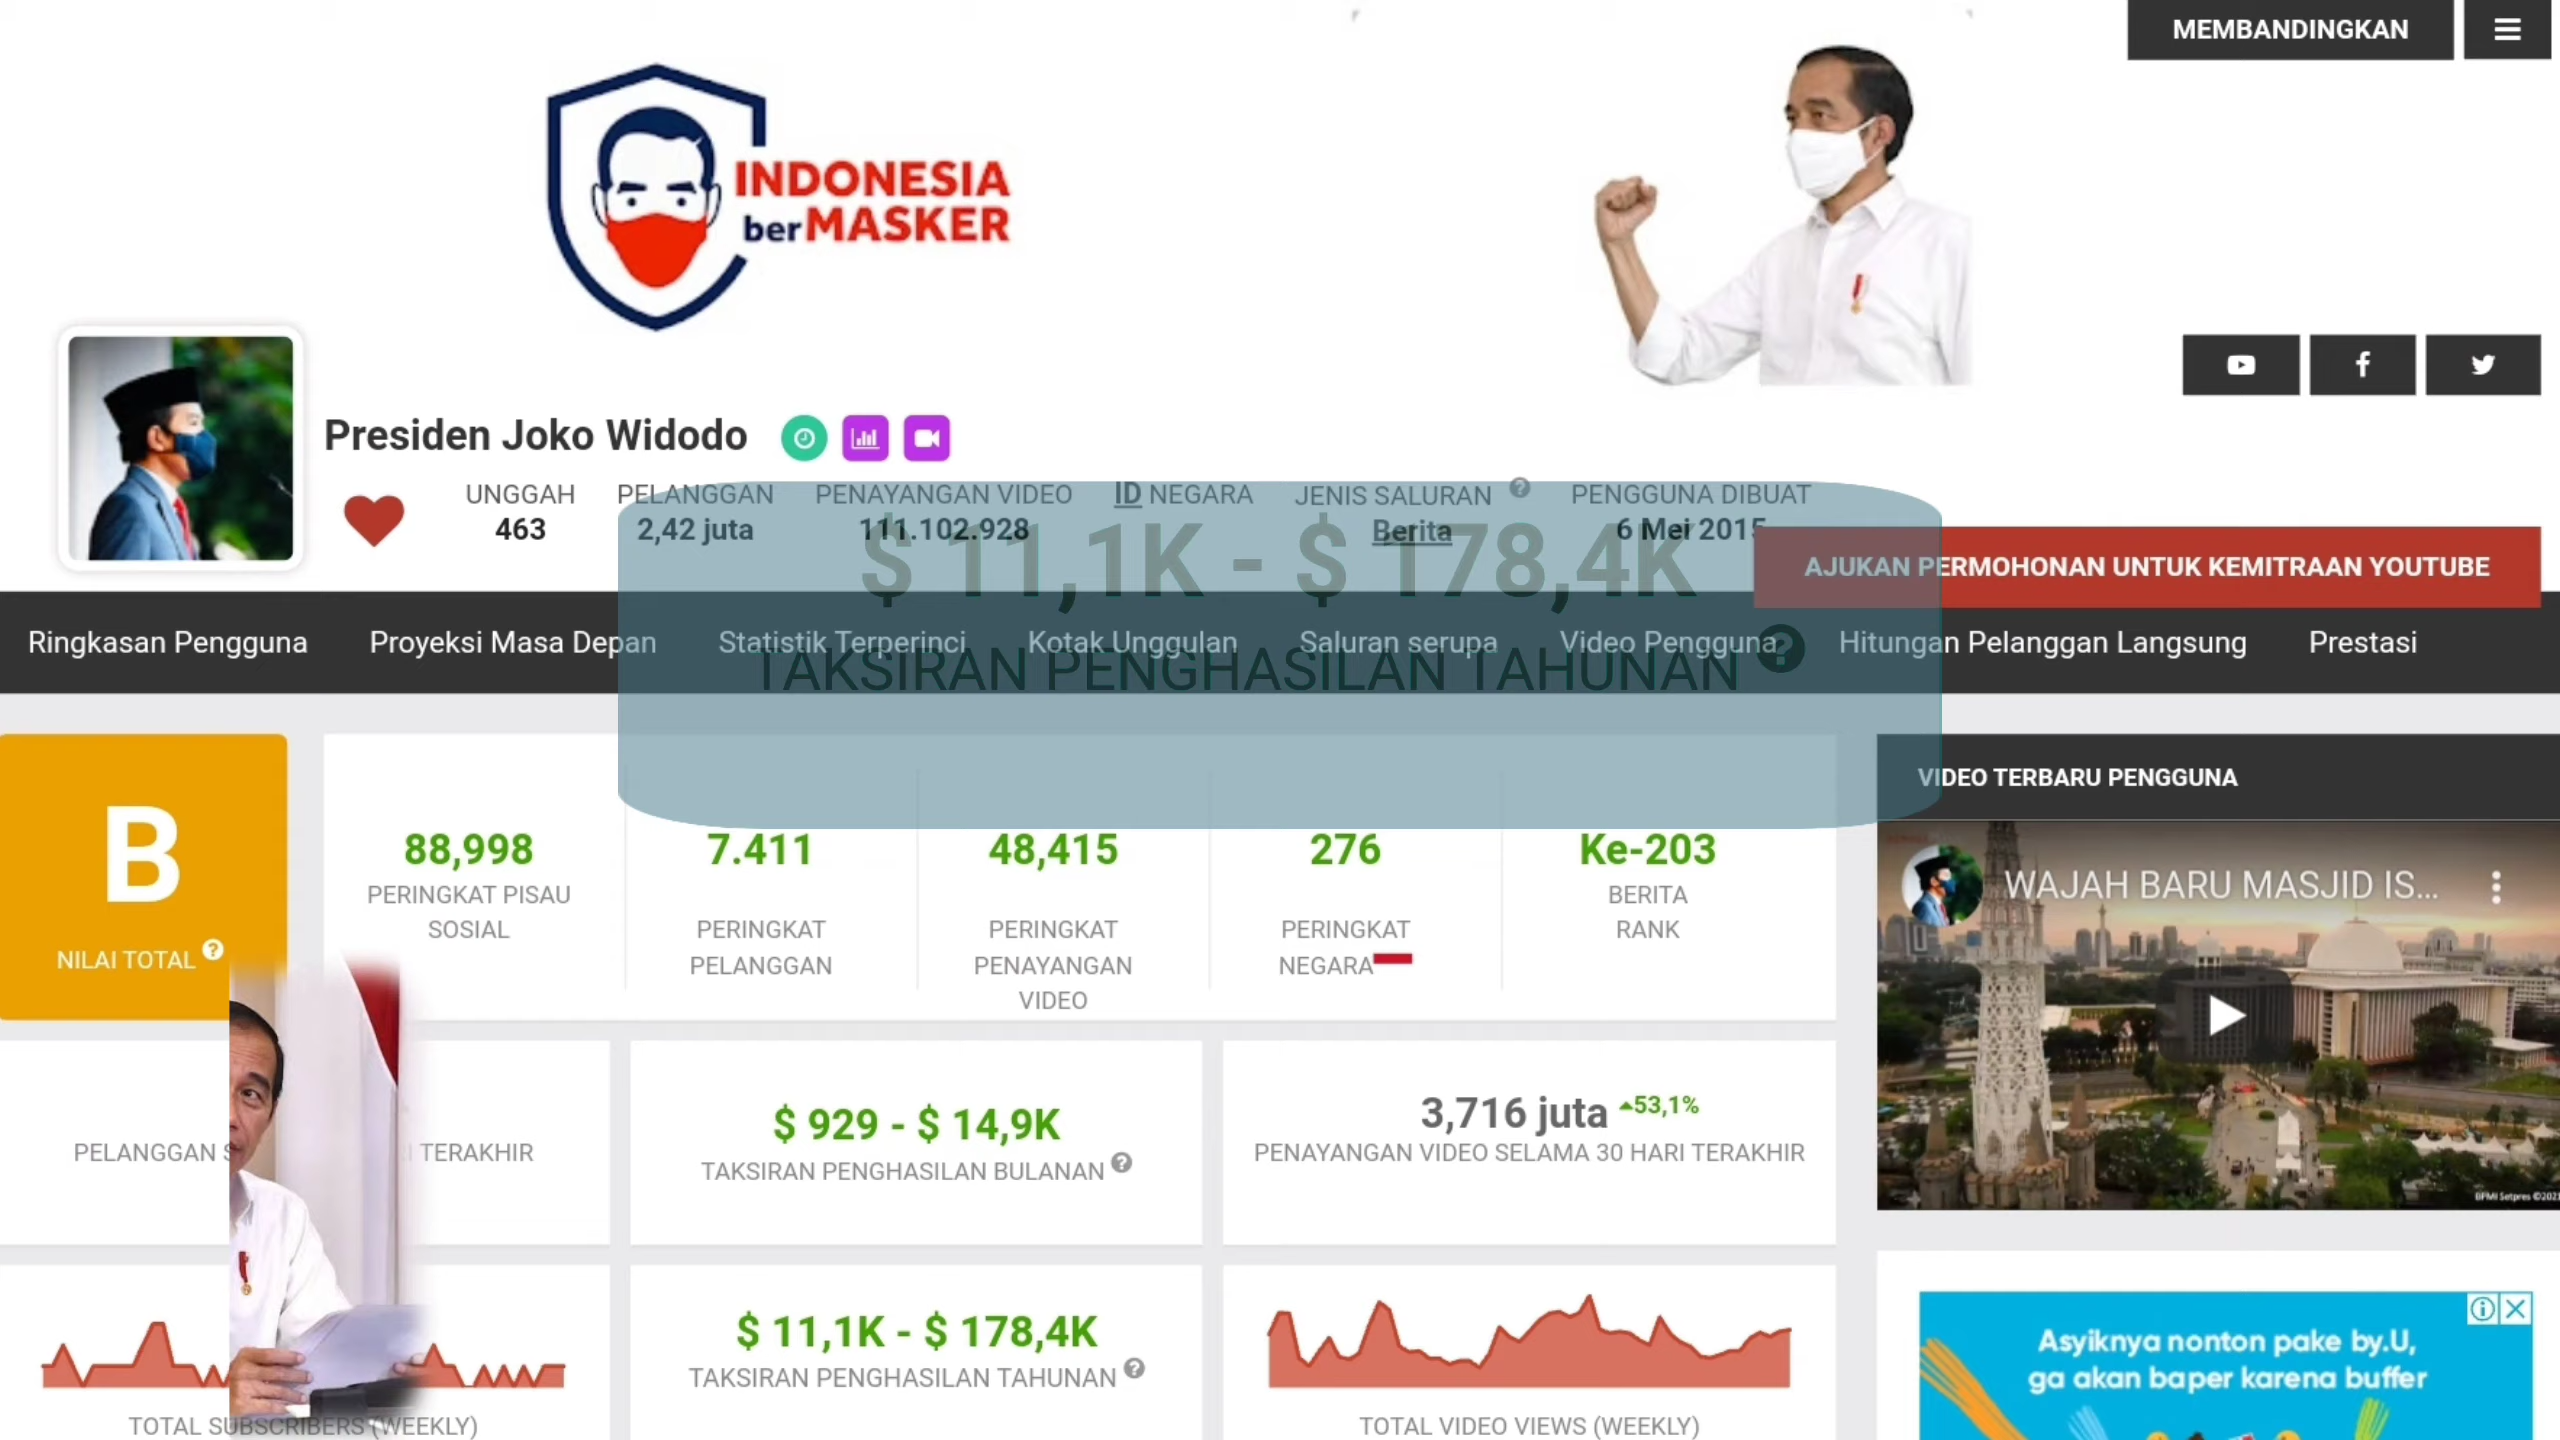 MEMBANDINGKAN
INDONESIA
berMASKER
Presiden Joko Widodo
UNGGAH
463
PELANGGAN
2,42 juta
PENAYANGAN VIDEO
111.102.928
ID NEGARA
JENIS SALURAN
Berita
PENGGUNA DIBUAT
6 Mei 2015
$ 11,1K - $ 178,4K
TAKSIRAN PENGHASILAN TAHUNAN
AJUKAN PERMOHONAN UNTUK KEMITRAAN YOUTUBE
Ringkasan Pengguna
Proyeksi Masa Depan
Statistik Terperinci
Kotak Unggulan
Saluran serupa
Video Pengguna
Hitungan Pelanggan Langsung
Prestasi
B
NILAI TOTAL
88,998
PERINGKAT PISAU
SOSIAL
7.411
PERINGKAT
PELANGGAN
48,415
PERINGKAT
PENAYANGAN
VIDEO
276
PERINGKAT
NEGARA
Ke-203
BERITA
RANK
VIDEO TERBARU PENGGUNA
WAJAH BARU MASJID IS...
BPMI Setpres ©2021
PELANGGAN
TERAKHIR
$ 929 - $ 14,9K
TAKSIRAN PENGHASILAN BULANAN
3,716 juta 53,1%
PENAYANGAN VIDEO SELAMA 30 HARI TERAKHIR
TOTAL SUBSCRIBERS (WEEKLY)
$ 11,1K - $ 178,4K
TAKSIRAN PENGHASILAN TAHUNAN
TOTAL VIDEO VIEWS (WEEKLY)
Asyiknya nonton pake by.U,
ga akan baper karena buffer